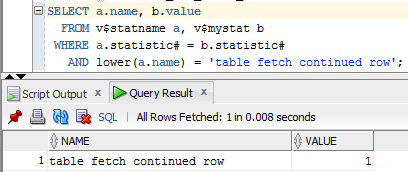 SELECT a.name, b.value
FROM v$statname a, v$mystat b
WHERE a.statistic# = b.statistic#
AND lower(a.name) = 'table fetch continued row';
Script Output x Query Result x
SQL | All Rows Fetched: 1 in 0.008 seconds
NAME VALUE
1 table fetch continued row 1